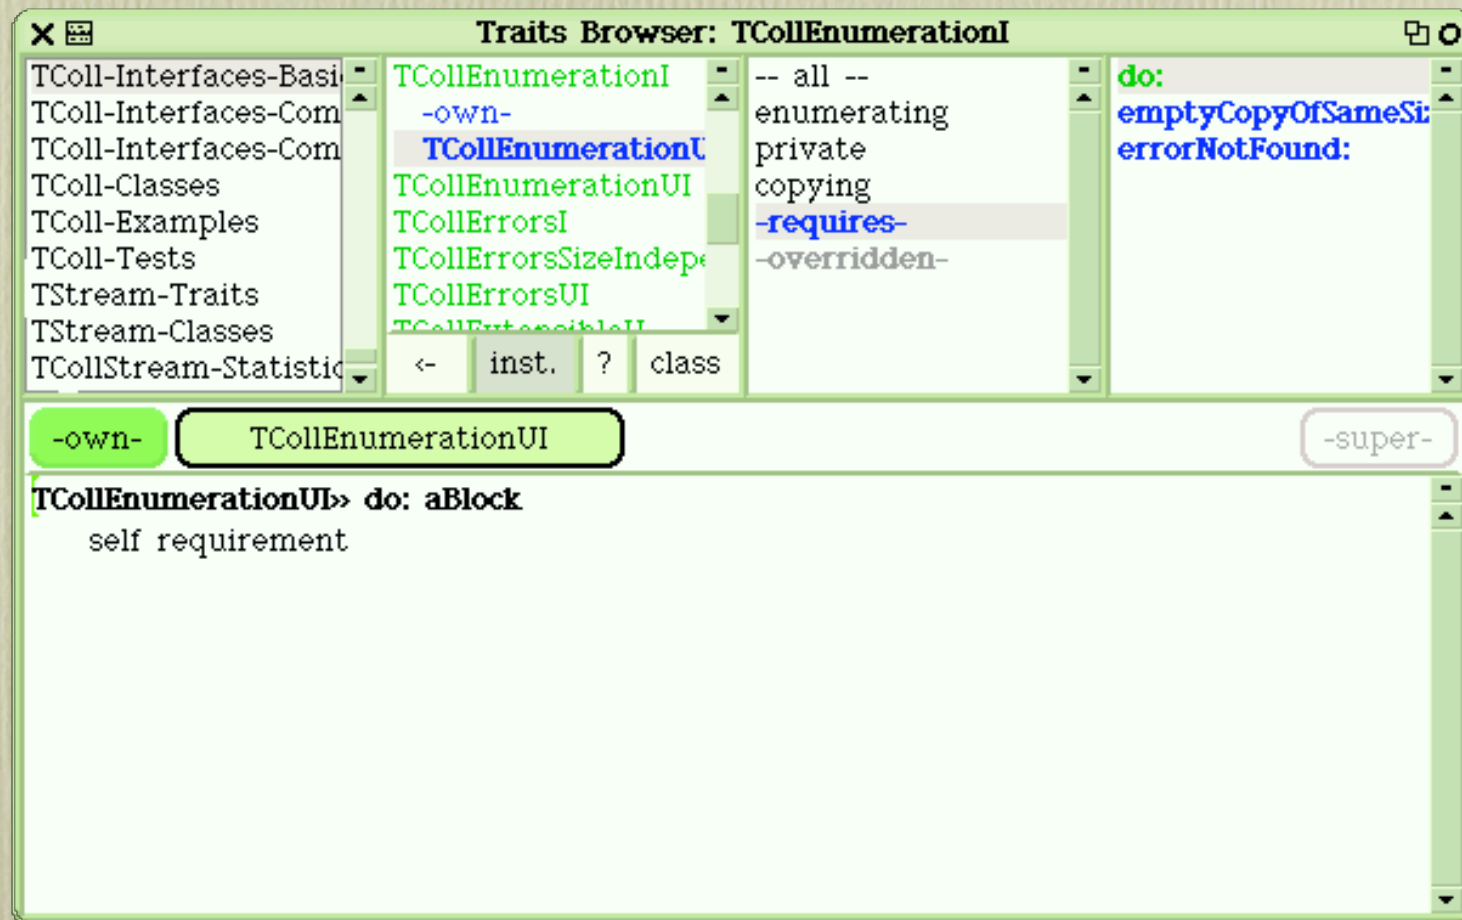 Traits Browser: TCollEnumerationI
TColl-Interfaces-Basi
TColl-Interfaces-Com
TColl-Interfaces-Com
TColl-Classes
TColl-Examples
TColl-Tests
TStream-Traits
TStream-Classes
TCollStream-Statistic
TCollEnumerationI
-own-
TCollEnumerationU
TCollEnumerationUI
TCollErrorsI
TCollErrorsSizeIndepe
TCollErrorsUI
TCollExtensibleU
<- inst. ? class
-- all --
enumerating
private
copying
-requires-
-overridden-
do:
emptyCopyOfSameSiz
errorNotFound:
-own- TCollEnumerationUI -super-
TCollEnumerationUI» do: aBlock
self requirement